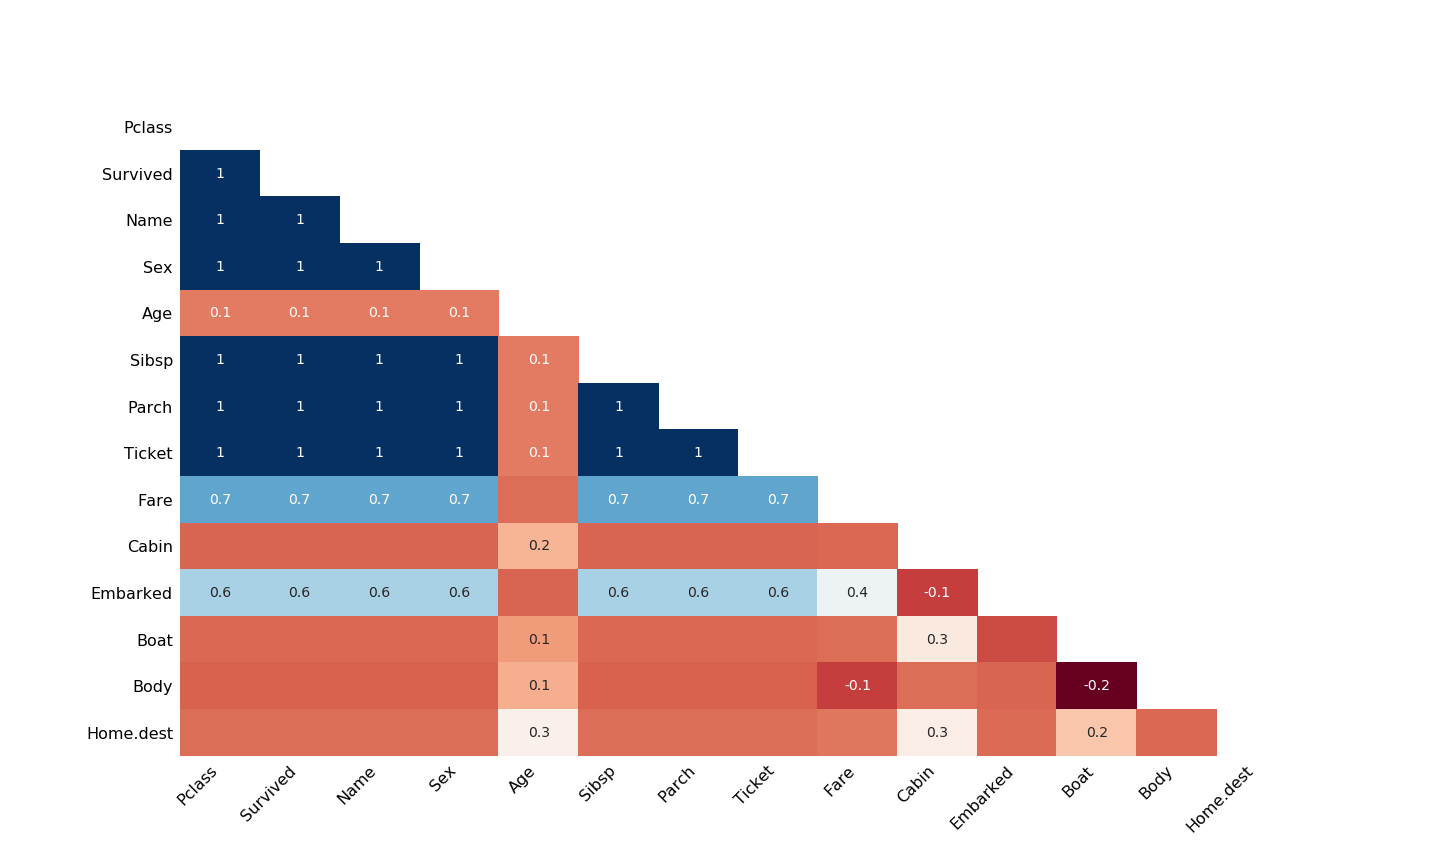 Pclass
Survived 1
Name 1 1
Sex 1 1 1
Age 0.1 0.1 0.1 0.1
Sibsp 1 1 1 1 0.1
Parch 1 1 1 1 0.1 1
Ticket 1 1 1 1 0.1 1 1
Fare 0.7 0.7 0.7 0.7 0.7 0.7 0.7
Cabin 0.2
Embarked 0.6 0.6 0.6 0.6 0.6 0.6 0.6 0.4 -0.1
Boat 0.1 0.3
Body 0.1 -0.1 -0.2
Home.dest 0.3 0.3 0.2
Pclass Survived Name Sex Age Sibsp Parch Ticket Fare Cabin Embarked Boat Body Home.dest